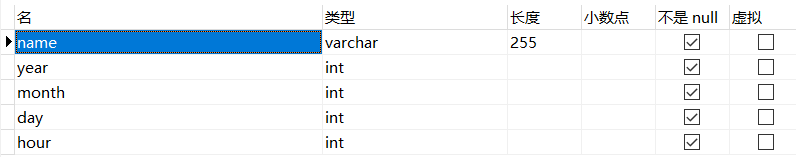 名 类型 长度 小数点 不是 null 虚拟
name varchar 255
year int
month int
day int
hour int